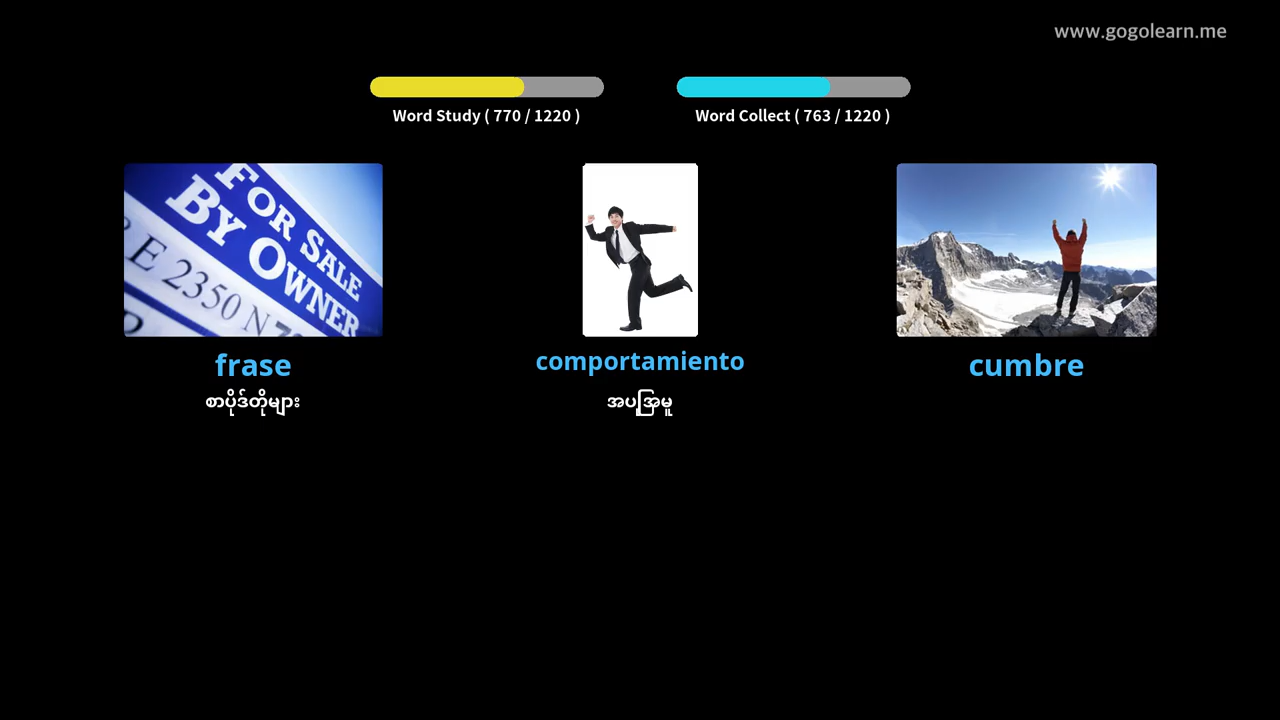 www.gogolearn.me
Word Study ( 770 / 1220 )
Word Collect ( 763 / 1220 )
FOR SALE
BY OWNER
E 2350 N
frase
comportamiento
cumbre
စာပိုဒ်တိုများ
အပြုအမူ